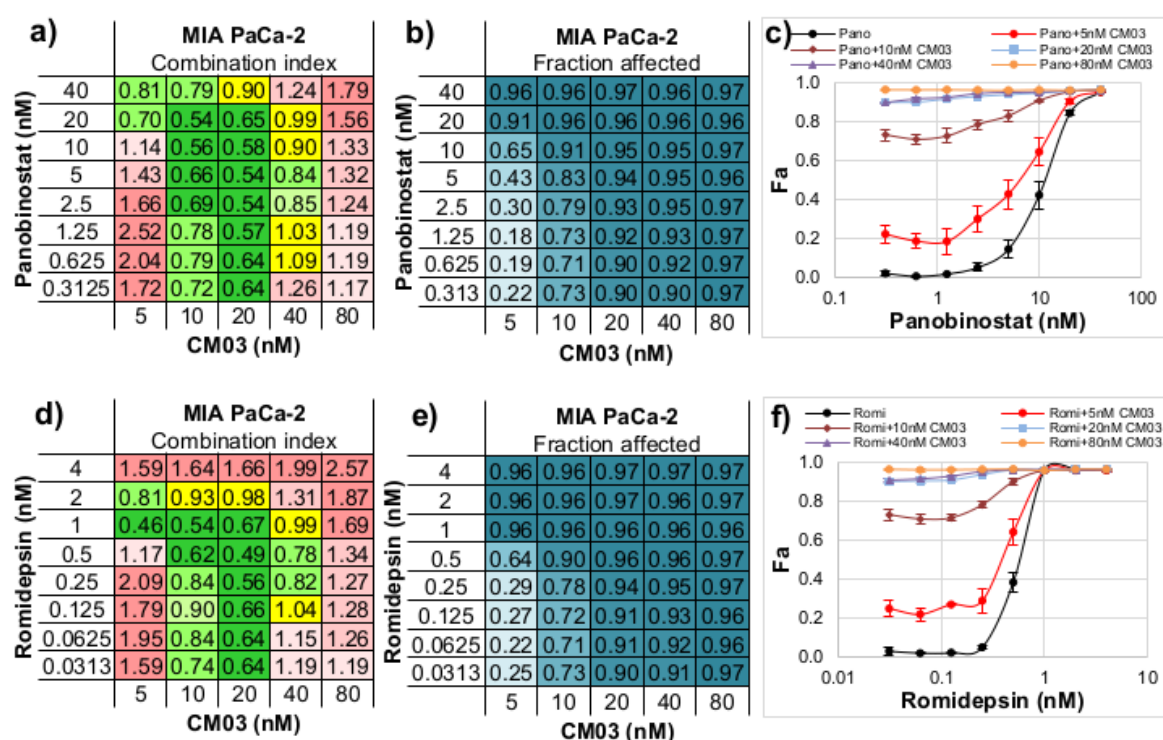 a)
MIA PaCa-2
Combination index
Panobinostat (nM)
40 0.81 0.79 0.90 1.24 1.79
20 0.70 0.54 0.65 0.99 1.56
10 1.14 0.56 0.58 0.90 1.33
5 1.43 0.66 0.54 0.84 1.32
2.5 1.66 0.69 0.54 0.85 1.24
1.25 2.52 0.78 0.57 1.03 1.19
0.625 2.04 0.79 0.64 1.09 1.19
0.3125 1.72 0.72 0.64 1.26 1.17
5 10 20 40 80
CM03 (nM)
b)
MIA PaCa-2
Fraction affected
Panobinostat (nM)
40 0.96 0.96 0.97 0.96 0.97
20 0.91 0.96 0.96 0.96 0.96
10 0.65 0.91 0.95 0.95 0.97
5 0.43 0.83 0.94 0.95 0.96
2.5 0.30 0.79 0.93 0.95 0.97
1.25 0.18 0.73 0.92 0.93 0.97
0.625 0.19 0.71 0.90 0.92 0.97
0.313 0.22 0.73 0.90 0.90 0.97
5 10 20 40 80
CM03 (nM)
c)
Pano Pano+5nM CM03
Pano+10nM CM03 Pano+20nM CM03
Pano+40nM CM03 Pano+80nM CM03
Fa
1.0
0.8
0.6
0.4
0.2
0.0
0.1 1 10 100
Panobinostat (nM)
d)
MIA PaCa-2
Combination index
Romidepsin (nM)
4 1.59 1.64 1.66 1.99 2.57
2 0.81 0.93 0.98 1.31 1.87
1 0.46 0.54 0.67 0.99 1.69
0.5 1.17 0.62 0.49 0.78 1.34
0.25 2.09 0.84 0.56 0.82 1.27
0.125 1.79 0.90 0.66 1.04 1.28
0.0625 1.95 0.84 0.64 1.15 1.26
0.0313 1.59 0.74 0.64 1.19 1.19
5 10 20 40 80
CM03 (nM)
e)
MIA PaCa-2
Fraction affected
Romidepsin (nM)
4 0.96 0.96 0.97 0.97 0.97
2 0.96 0.96 0.97 0.96 0.97
1 0.96 0.96 0.96 0.96 0.96
0.5 0.64 0.90 0.96 0.96 0.97
0.25 0.29 0.78 0.94 0.95 0.97
0.125 0.27 0.72 0.91 0.93 0.96
0.0625 0.22 0.71 0.91 0.92 0.96
0.0313 0.25 0.73 0.90 0.91 0.97
5 10 20 40 80
CM03 (nM)
f)
Romi Romi+5nM CM03
Romi+10nM CM03 Romi+20nM CM03
Romi+40nM CM03 Romi+80nM CM03
Fa
1.0
0.8
0.6
0.4
0.2
0.0
0.01 0.1 1 10
Romidepsin (nM)